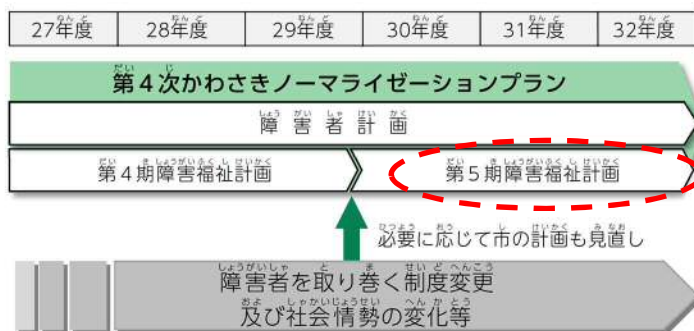 27年度 28年度 29年度 30年度 31年度 32年度
第4次かわさきノーマライゼーションプラン
障害者計画
第4期障害福祉計画 第5期障害福祉計画
必要に応じて市の計画も見直し
障害者を取り巻く制度変更
及び社会情勢の変化等